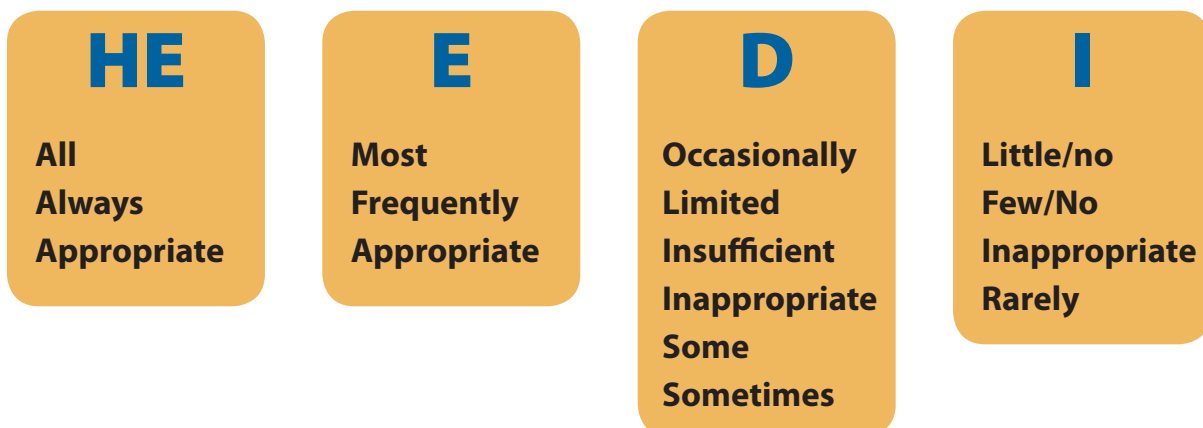 HE
All
Always
Appropriate
E
Most
Frequently
Appropriate
D
Occasionally
Limited
Insufficient
Inappropriate
Some
Sometimes
I
Little/no
Few/No
Inappropriate
Rarely